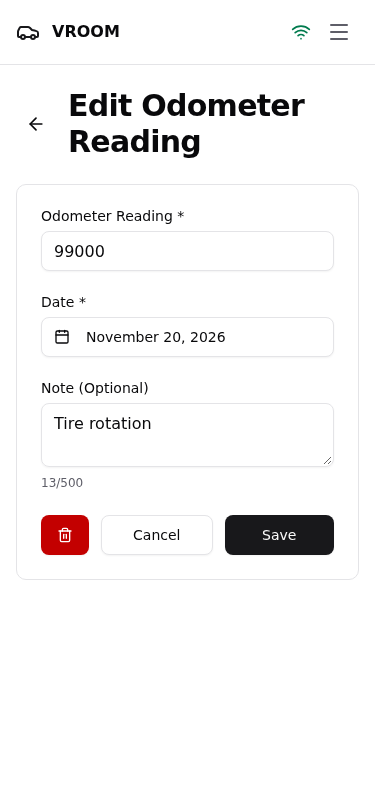 VROOM
Edit Odometer
Reading
Odometer Reading *
99000
Date *
November 20, 2026
Note (Optional)
Tire rotation
13/500
Cancel
Save